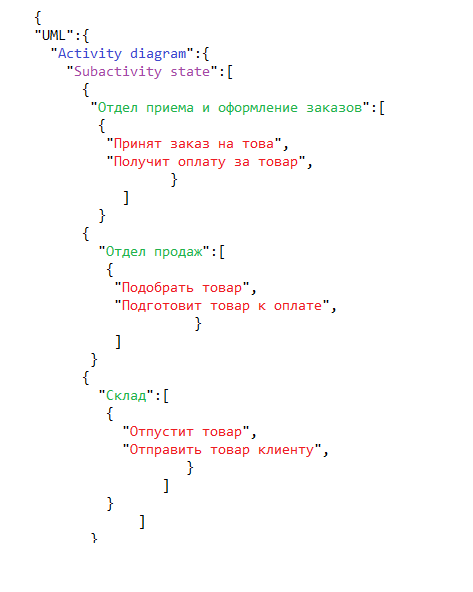 {
"UML":{
"Activity diagram":{
"Subactivity state":[
{
"Отдел приема и оформление заказов":[
{
"Принят заказ на това",
"Получит оплату за товар",
}
]
}
{
"Отдел продаж":[
{
"Подобрать товар",
"Подготовит товар к оплате",
}
]
}
{
"Склад":[
{
"Отпустит товар",
"Отправить товар клиенту",
}
]
}
]
}